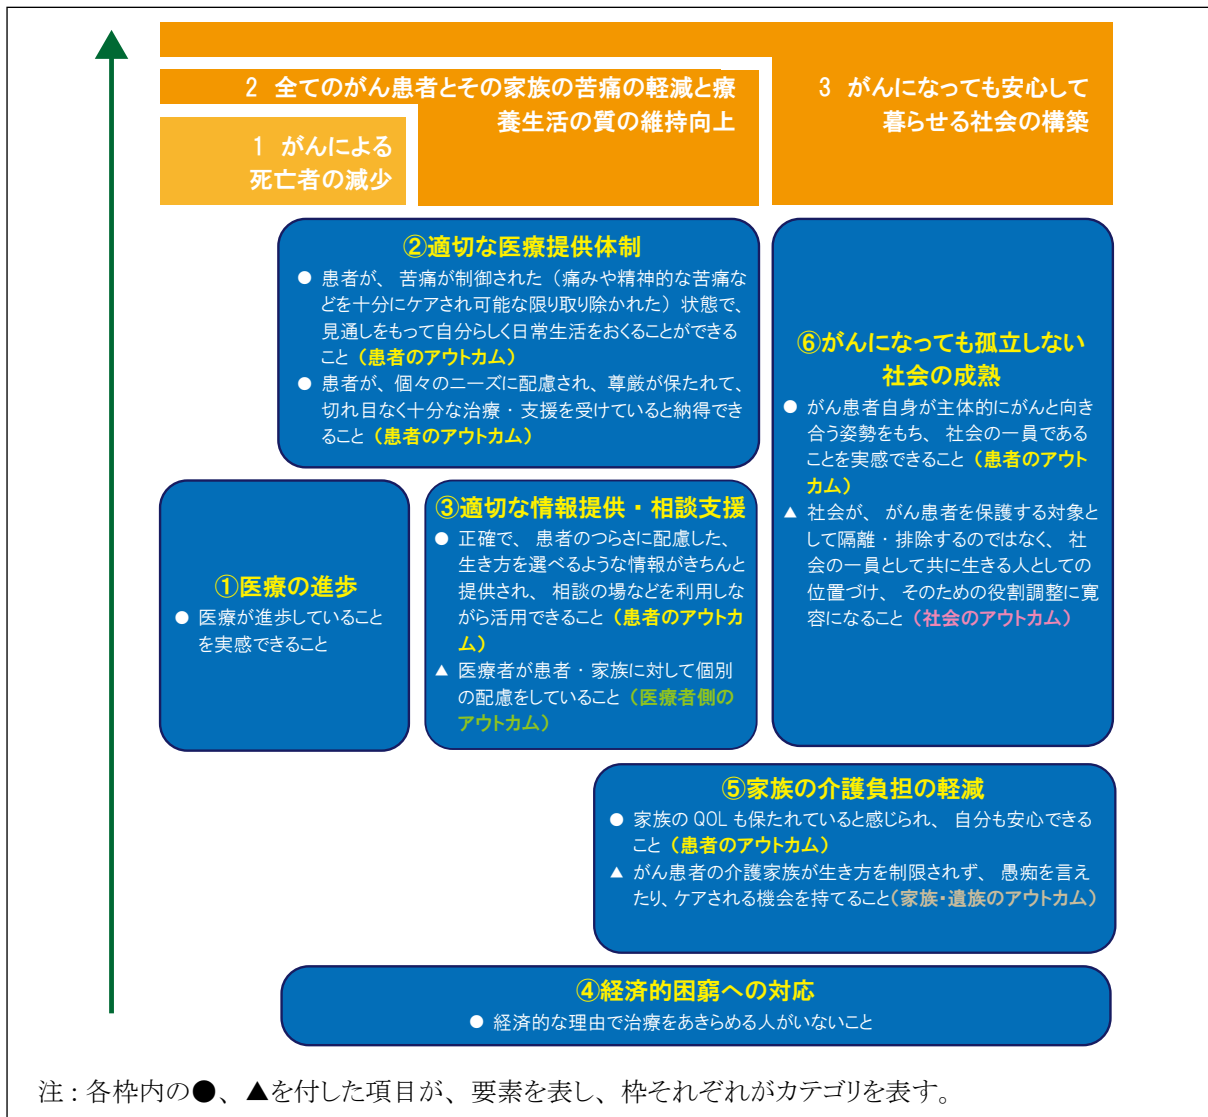 2 全てのがん患者とその家族の苦痛の軽減と療
養生活の質の維持向上
3 がんになっても安心して
暮らせる社会の構築
1 がんによる
死亡者の減少
②適切な医療提供体制
● 患者が、苦痛が制御された（痛みや精神的な苦痛な
どを十分にケアされ可能な限り取り除かれた）状態で、
見通しをもって自分らしく日常生活をおくることができる
こと（患者のアウトカム）
● 患者が、個々のニーズに配慮され、尊厳が保たれて、
切れ目なく十分な治療・支援を受けていると納得でき
ること（患者のアウトカム）
⑥がんになっても孤立しない
社会の成熟
● がん患者自身が主体的にがんと向き
合う姿勢をもち、社会の一員である
ことを実感できること（患者のアウト
カム）
▲ 社会が、がん患者を保護する対象と
して隔離・排除するのではなく、社
会の一員として共に生きる人としての
位置づけ、そのための役割調整に寛
容になること（社会のアウトカム）
①医療の進歩
● 医療が進歩していること
を実感できること
③適切な情報提供・相談支援
● 正確で、患者のつらさに配慮した、
生き方を選べるような情報がきちんと
提供され、相談の場などを利用しな
がら活用できること（患者のアウトカ
ム）
▲ 医療者が患者・家族に対して個別
の配慮をしていること（医療者側の
アウトカム）
⑤家族の介護負担の軽減
● 家族のQOLも保たれていると感じられ、自分も安心できる
こと（患者のアウトカム）
▲ がん患者の介護家族が生き方を制限されず、愚痴を言え
たり、ケアされる機会を持てること（家族・遺族のアウトカム）
④経済的困窮への対応
● 経済的な理由で治療をあきらめる人がいないこと
注：各枠内の●、▲を付した項目が、要素を表し、枠それぞれがカテゴリを表す。